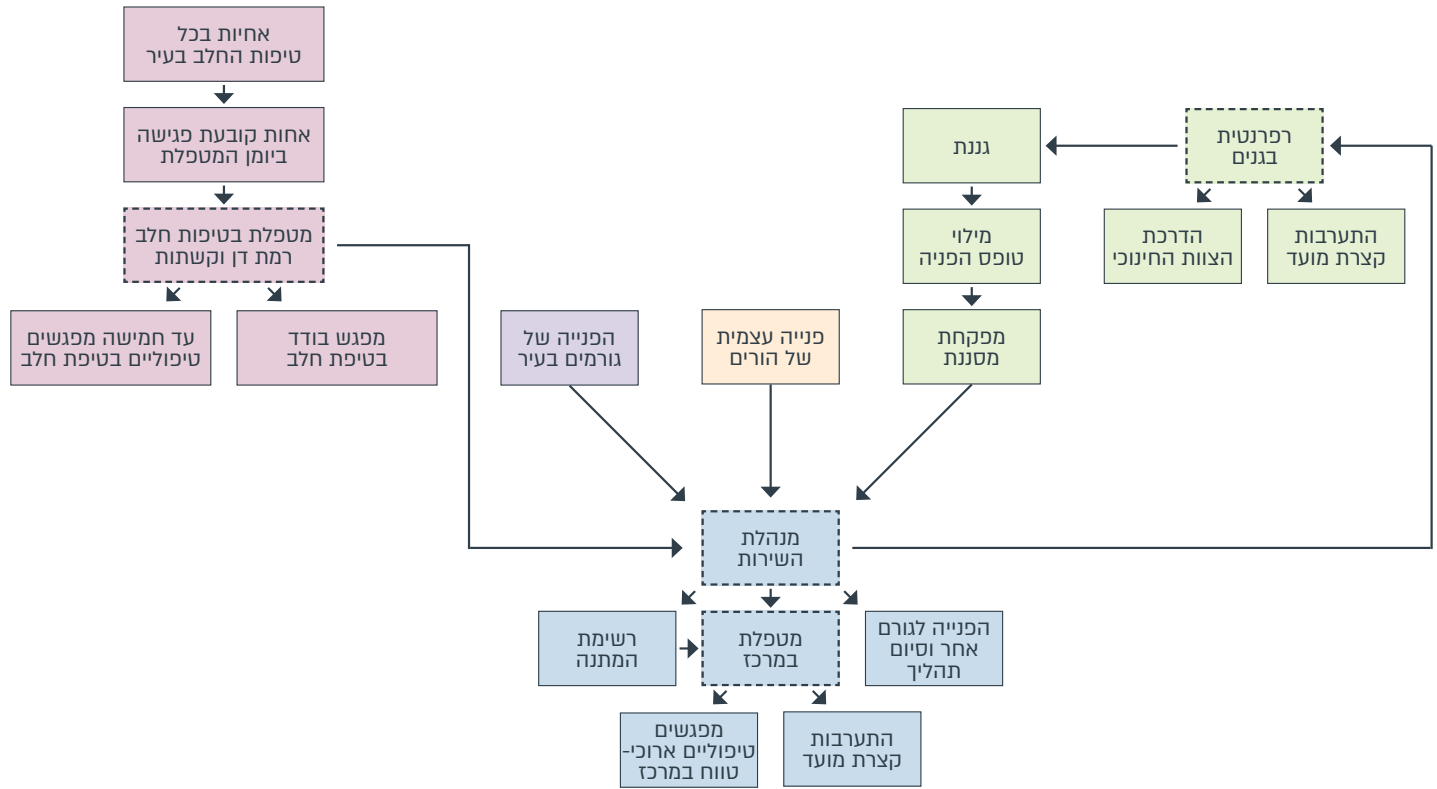 אחיות בכל
טיפות החלב בעיר
אחות קובעת פגישה
ביומן המטפלת
מטפלת בטיפות חלב
רמת דן וקשתות
מפגש בודד
בטיפת חלב
עד חמישה מפגשים
טיפוליים בטיפת חלב
רפרנטית
בגנים
גננת
התערבות
קצרת מועד
הדרכת
הצוות החינוכי
מילוי
טופס הפניה
מפקחת
מסננת
פנייה עצמית
של הורים
הפנייה של
גורמים בעיר
מנהלת
השירות
הפנייה לגורם
אחר וסיום
תהליך
מטפלת
במרכז
רשימת
המתנה
התערבות
קצרת מועד
מפגשים
טיפוליים ארוכי-
טווח במרכז